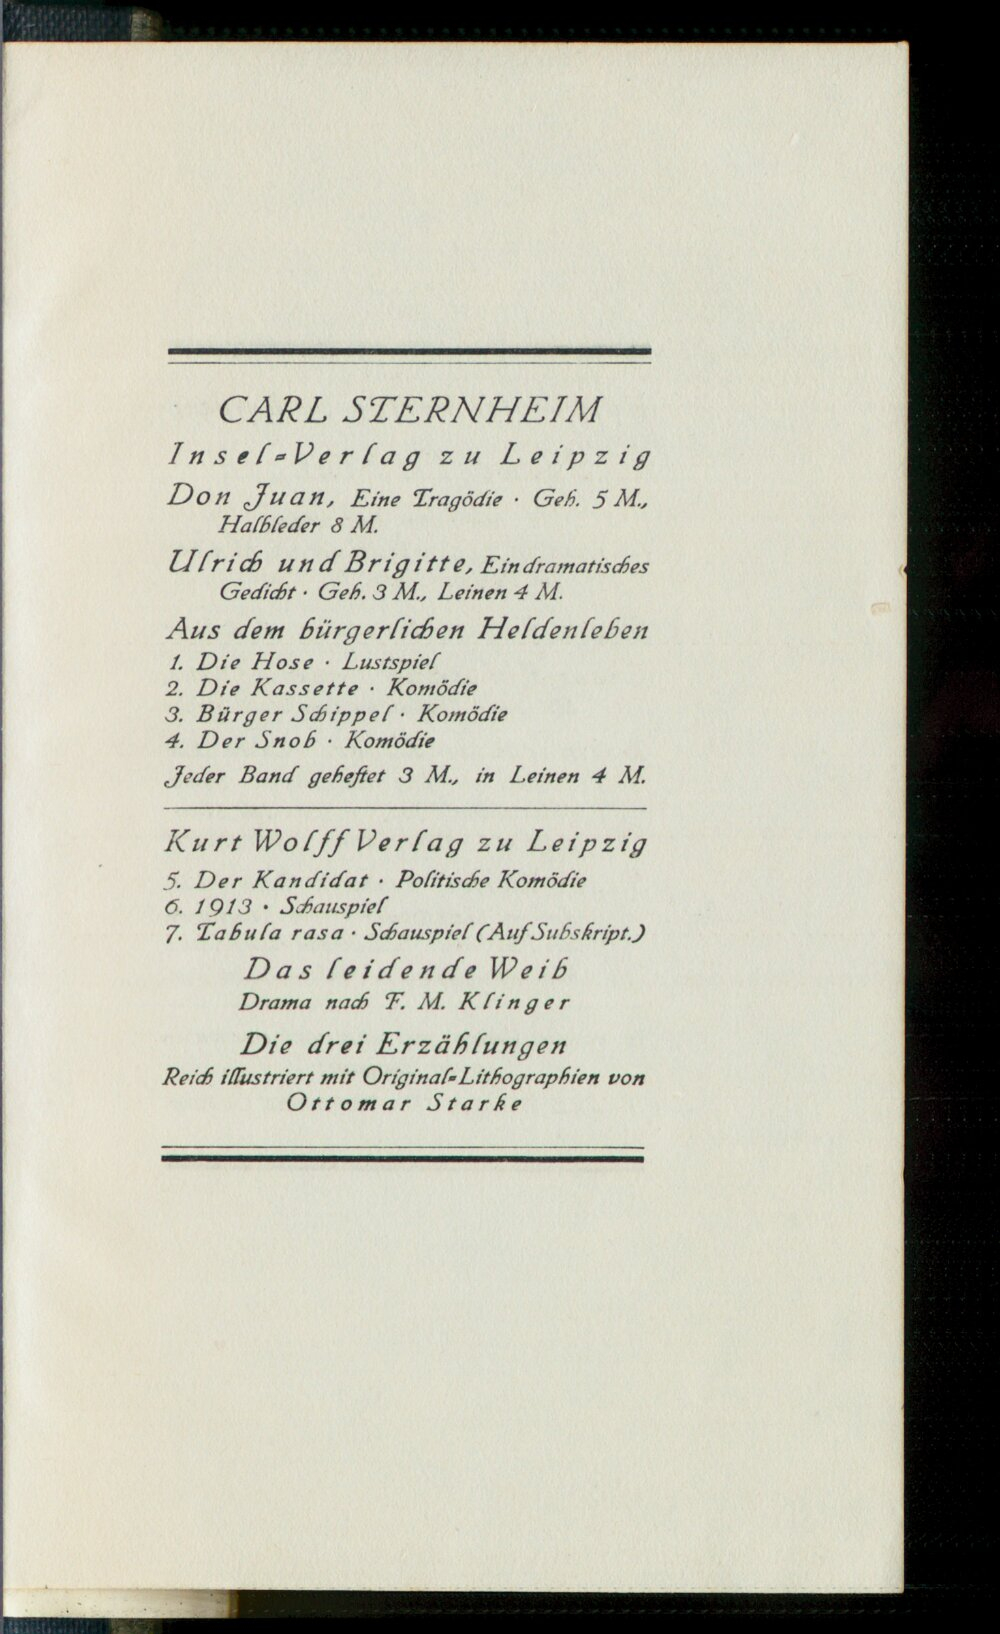 CARL STERNHEIM
Insel-Verlag zu Leipzig
Don Juan, Eine Tragödie · Geh. 5 M.,
Halbleder 8 M.
Ulrich und Brigitte, Ein dramatisches
Gedicht · Geh. 3 M., Leinen 4 M.
Aus dem bürgerlichen Heldenleben
1. Die Hose · Lustspiel
2. Die Kassette · Komödie
3. Bürger Schippel · Komödie
4. Der Snob · Komödie
Jeder Band geheftet 3 M., in Leinen 4 M.
Kurt Wolff Verlag zu Leipzig
5. Der Kandidat · Politische Komödie
6. 1913 · Schauspiel
7. Tabula rasa · Schauspiel (Auf Subskript.)
Das leidende Weib
Drama nach F. M. Klinger
Die drei Erzählungen
Reich illustriert mit Original-Lithographien von
Ottomar Starke